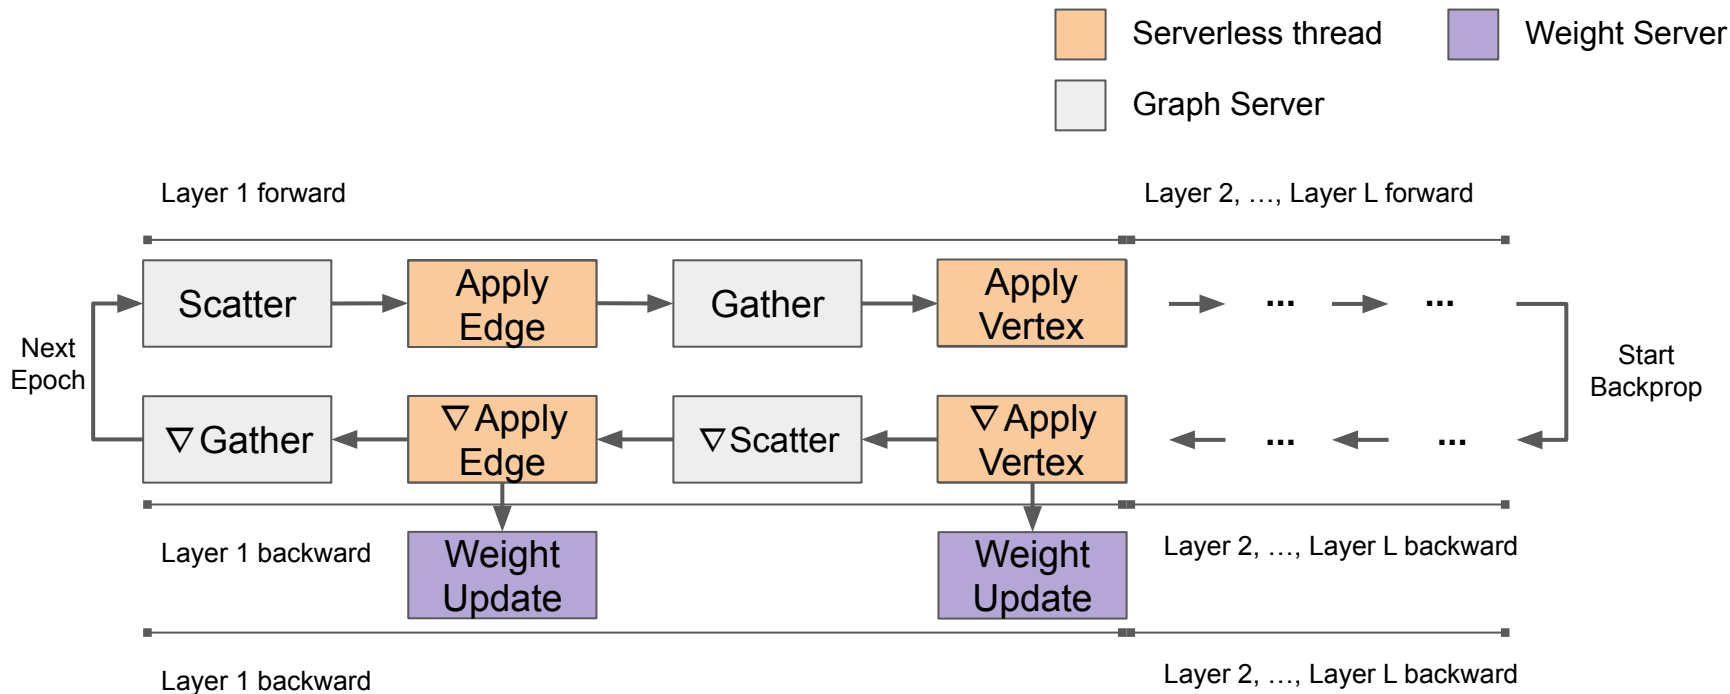 Serverless thread
Weight Server
Graph Server
Layer 1 forward
Layer 2, …, Layer L forward
Scatter
Apply
Edge
Gather
Apply
Vertex
...
...
Next
Epoch
Start
Backprop
∇ Gather
∇ Apply
Edge
∇ Scatter
∇ Apply
Vertex
...
...
Layer 1 backward
Weight
Update
Weight
Update
Layer 2, …, Layer L backward
Layer 1 backward
Layer 2, …, Layer L backward